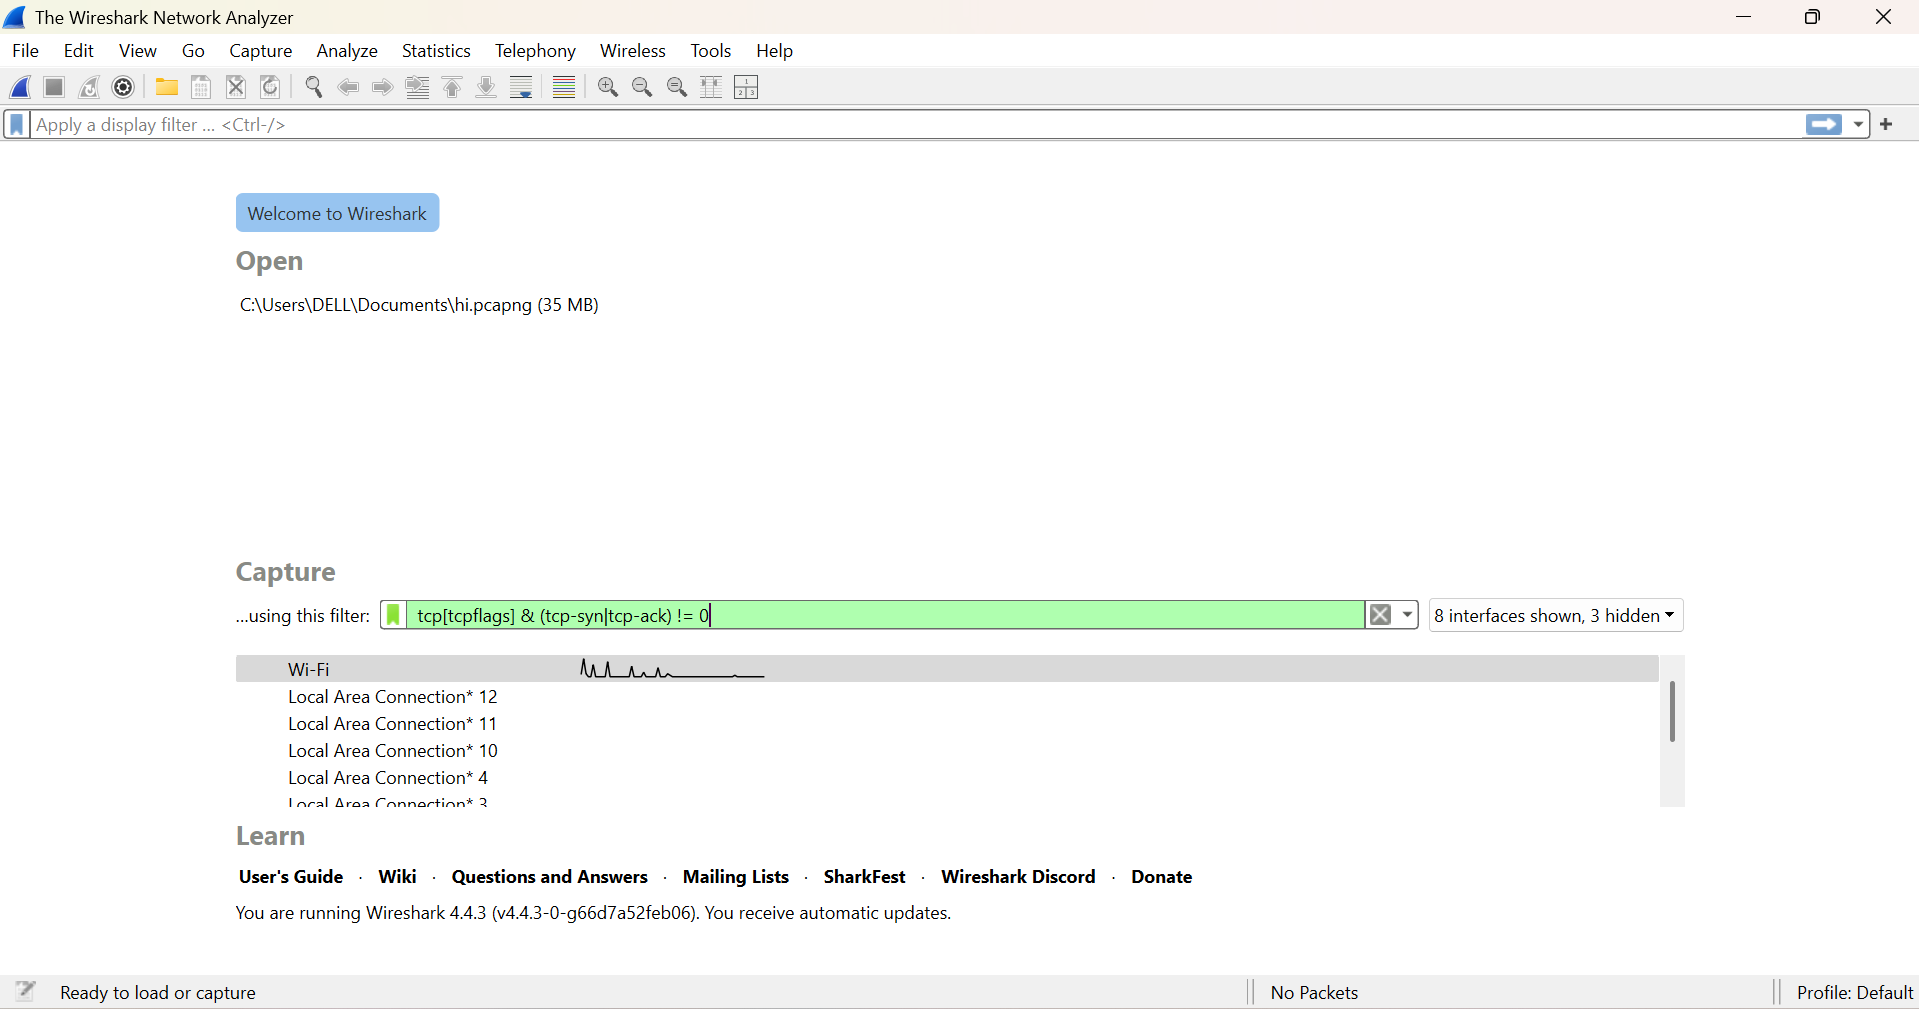 The Wireshark Network Analyzer
File Edit View Go Capture Analyze Statistics Telephony Wireless Tools Help
Apply a display filter ... <Ctrl-/>
Welcome to Wireshark
Open
C:\Users\DELL\Documents\hi.pcapng (35 MB)
Capture
...using this filter: tcp[tcpflags] & (tcp-syn|tcp-ack) != 0 8 interfaces shown, 3 hidden
Wi-Fi
Local Area Connection* 12
Local Area Connection* 11
Local Area Connection* 10
Local Area Connection* 4
Local Area Connection* 3
Learn
User's Guide · Wiki · Questions and Answers · Mailing Lists · SharkFest · Wireshark Discord · Donate
You are running Wireshark 4.4.3 (v4.4.3-0-g66d7a52feb06). You receive automatic updates.
Ready to load or capture No Packets Profile: Default